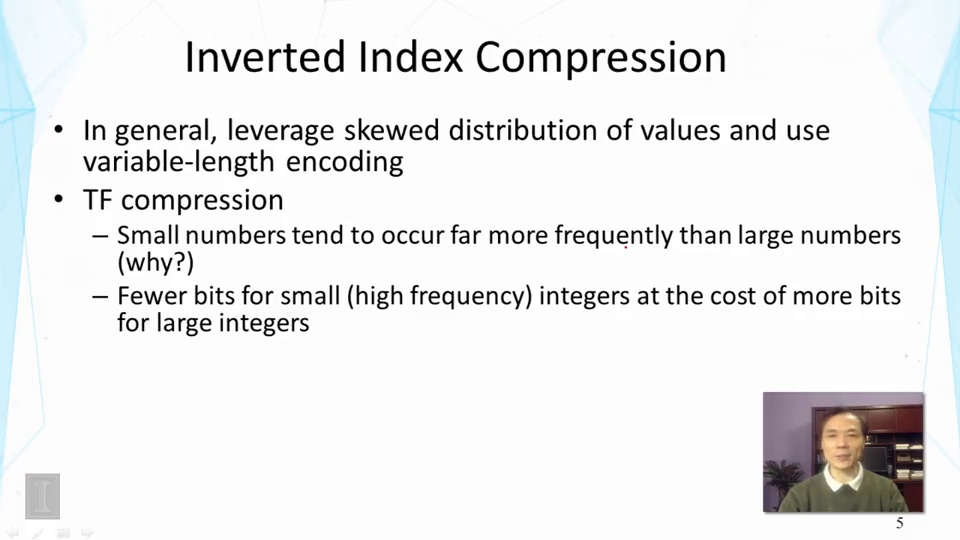 Inverted Index Compression
• In general, leverage skewed distribution of values and use
variable-length encoding
• TF compression
– Small numbers tend to occur far more frequently than large numbers
(why?)
– Fewer bits for small (high frequency) integers at the cost of more bits
for large integers
I
5